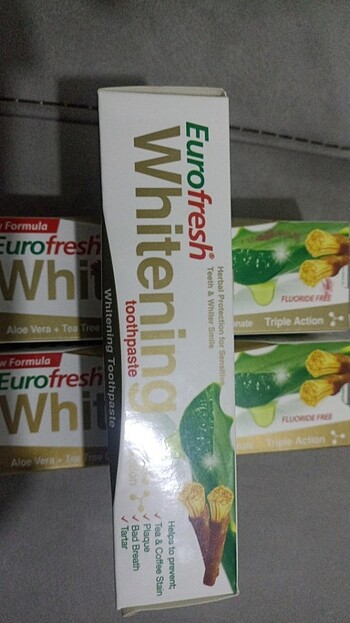 Eurofresh®
Whitening
toothpaste
Herbal Protection for Sensitive
Teeth & Whiter Smile
Whitening Toothpaste
Helps to prevent;
✓ Tea & Coffee Stain
✓ Plaque
✓ Bad Breath
✓ Tartar
Formula
Eurofresh
Whit
Aloe Vera + Tea Tree
FLUORIDE FREE
Triple Action
Formula
Eurofresh
Whit
Aloe Vera + Tea Tree
FLUORIDE FREE
Triple Action